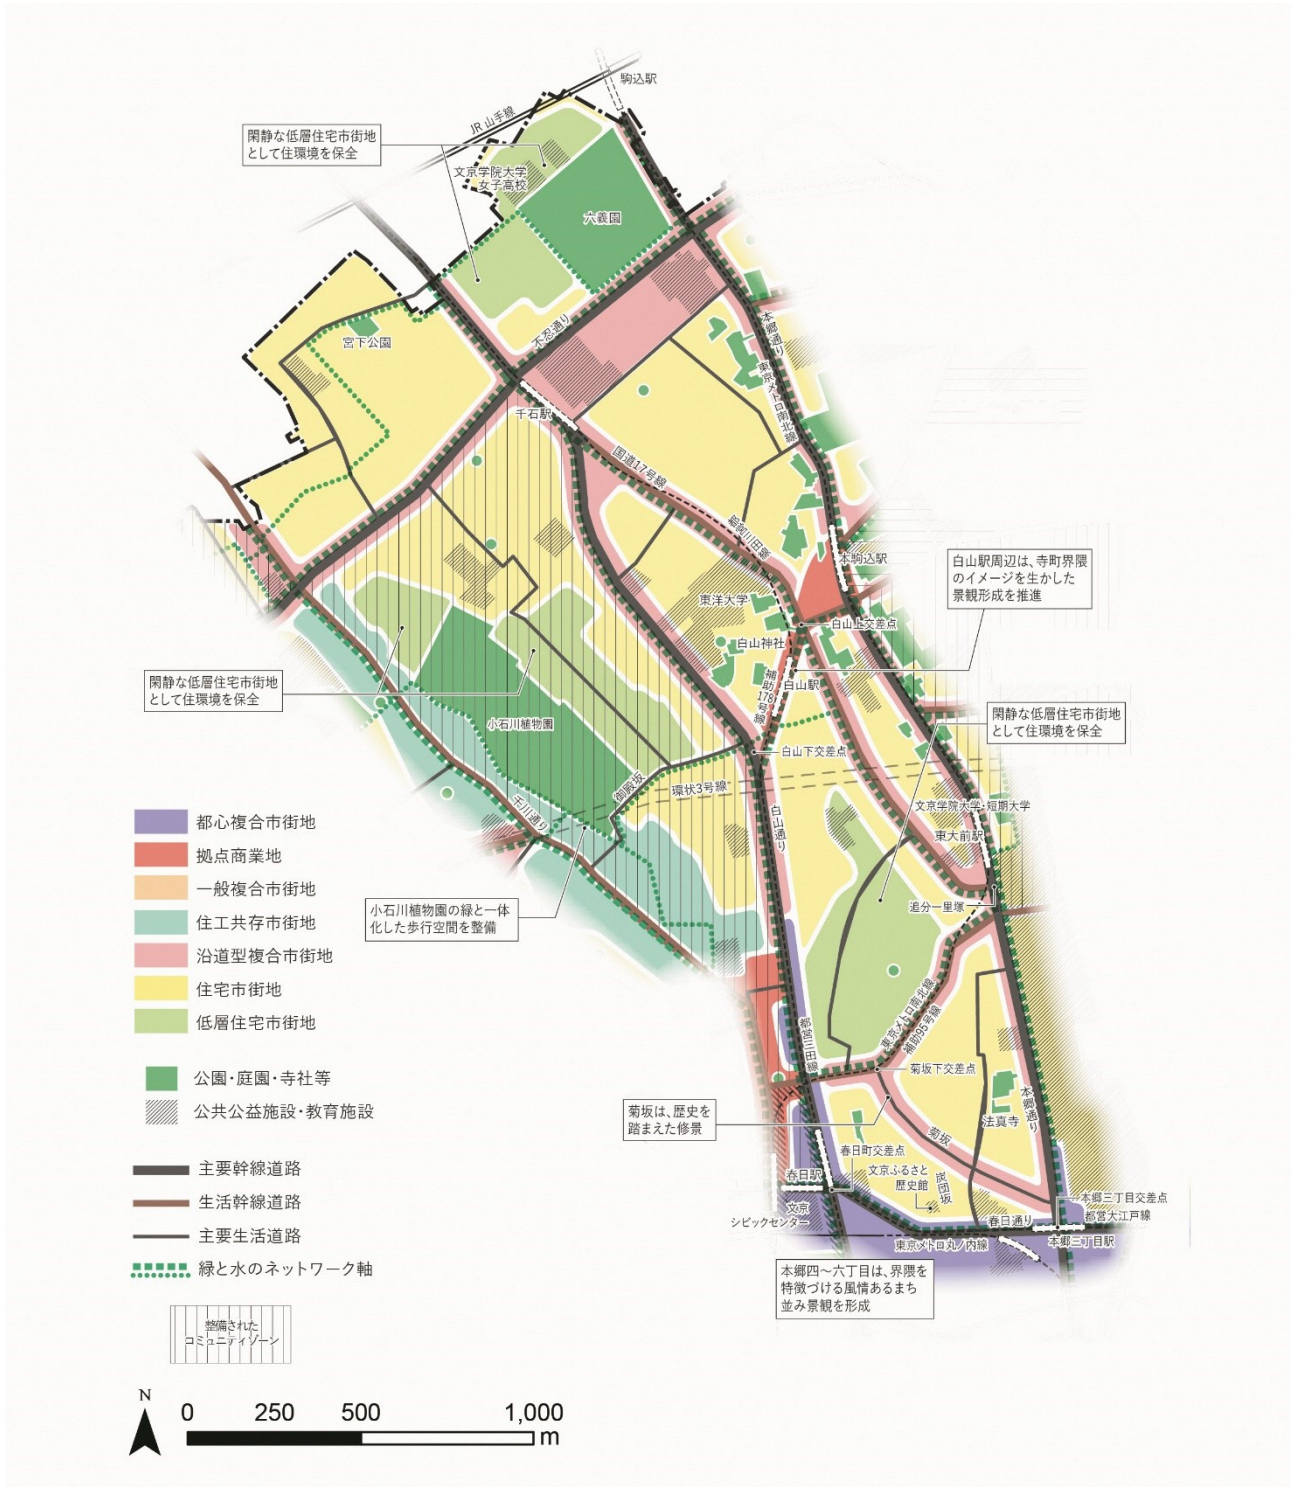 駒込駅
JR 山手線
閑静な低層住宅市街地
として住環境を保全
文京学院大学
女子高校
六義園
不忍通り
宮下公園
本郷通り
東京メトロ南北線
千石駅
国道17号線
都営三田線
本駒込駅
白山駅周辺は、寺町界隈
のイメージを生かした
景観形成を推進
東洋大学
白山上交差点
白山神社
白山駅
補助178号線
閑静な低層住宅市街地
として住環境を保全
小石川植物園
閑静な低層住宅市街地
として住環境を保全
白山下交差点
御殿坂
環状3号線
千川通り
白山通り
文京学院大学・短期大学
東大前駅
追分一里塚
小石川植物園の緑と一体
化した歩行空間を整備
都心複合市街地
拠点商業地
一般複合市街地
住工共存市街地
沿道型複合市街地
住宅市街地
低層住宅市街地
公園・庭園・寺社等
公共公益施設・教育施設
主要幹線道路
生活幹線道路
主要生活道路
緑と水のネットワーク軸
整備された
コミュニティゾーン
都営三田線
東京メトロ南北線
補助95号線
菊坂下交差点
菊坂は、歴史を
踏まえた修景
菊坂
法真寺
本郷通り
春日町交差点
春日駅
文京ふるさと
歴史館
炭団坂
文京
シビックセンター
春日通り
本郷三丁目交差点
都営大江戸線
東京メトロ丸ノ内線
本郷三丁目駅
本郷四～六丁目は、界隈を
特徴づける風情あるまち
並み景観を形成
N
0 250 500 1,000
m